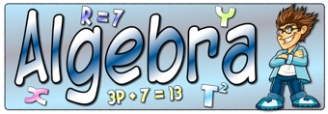 R = 7
Y
Algebra
x
3P + 7 = 13
T²